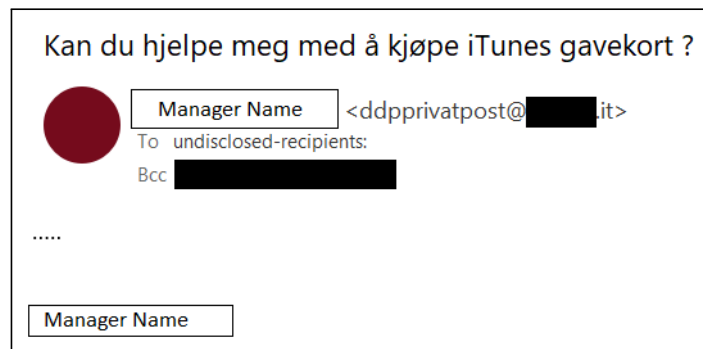 Kan du hjelpe meg med å kjøpe iTunes gavekort ?
Manager Name <ddpprivatpost@ .it>
To undisclosed-recipients:
Bcc
.....
Manager Name